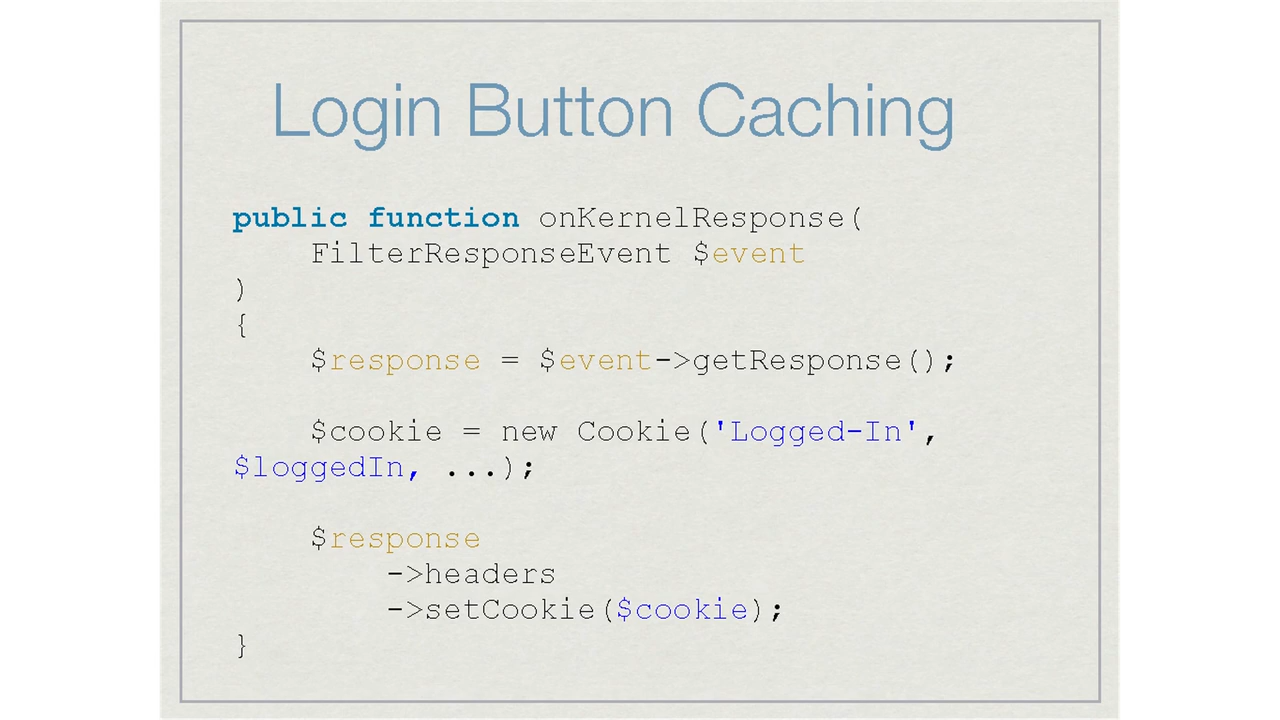 Login Button Caching
public function onKernelResponse(
    FilterResponseEvent $event
)
{
    $response = $event->getResponse();
    $cookie = new Cookie('Logged-In',
$loggedIn, ...);
    $response
        ->headers
        ->setCookie($cookie);
}